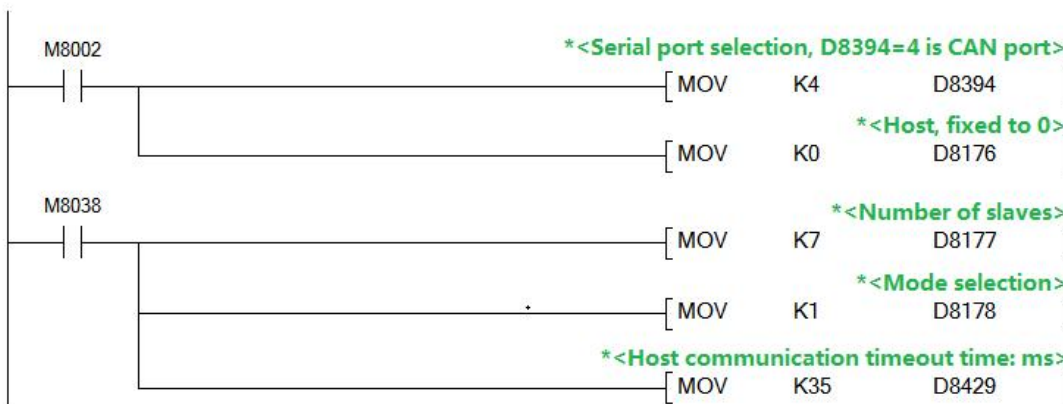 M8002
*<Serial port selection, D8394=4 is CAN port>
MOV K4 D8394
*<Host, fixed to 0>
MOV K0 D8176
M8038
*<Number of slaves>
MOV K7 D8177
*<Mode selection>
MOV K1 D8178
*<Host communication timeout time: ms>
MOV K35 D8429